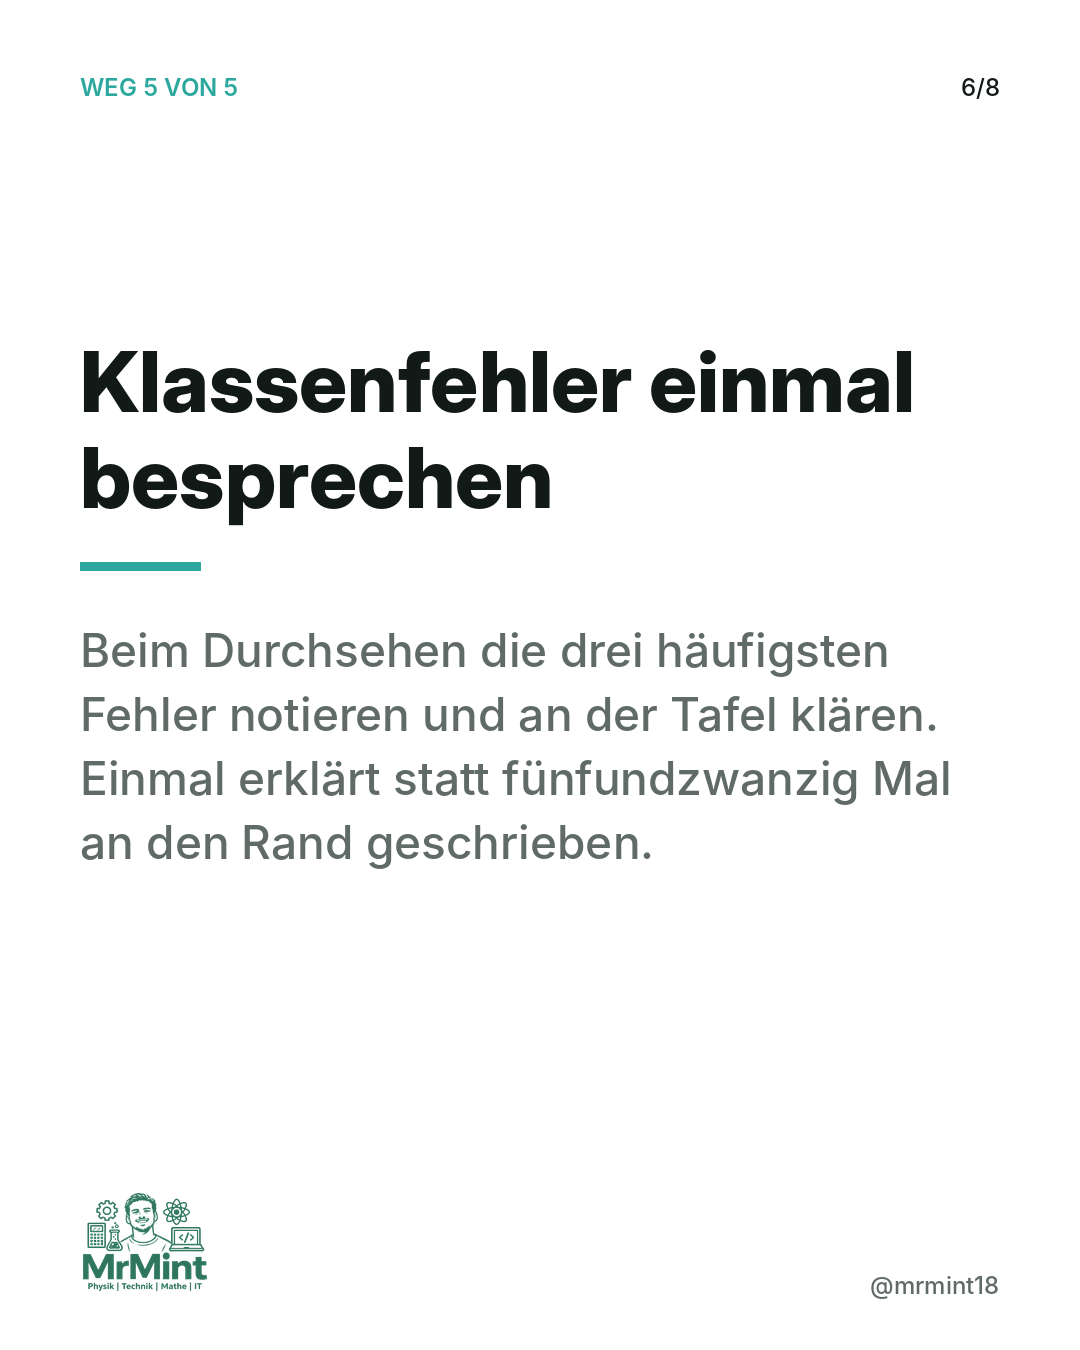 WEG 5 VON 5
6/8
Klassenfehler einmal
besprechen
Beim Durchsehen die drei häufigsten
Fehler notieren und an der Tafel klären.
Einmal erklärt statt fünfundzwanzig Mal
an den Rand geschrieben.
MrMint
Physik | Technik | Mathe | IT
@mrmint18